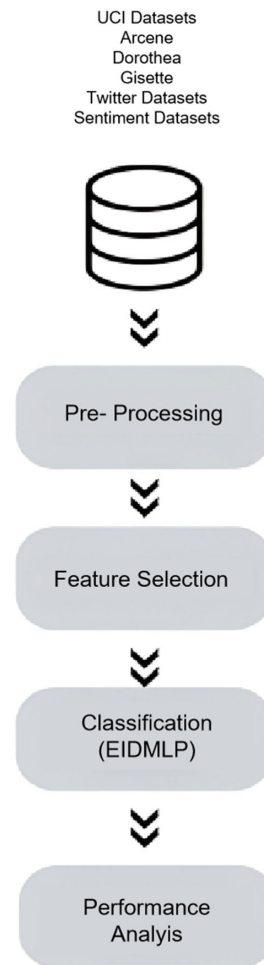 UCI Datasets
Arcene
Dorothea
Gisette
Twitter Datasets
Sentiment Datasets
Pre- Processing
Feature Selection
Classification
(EIDMLP)
Performance
Analyis